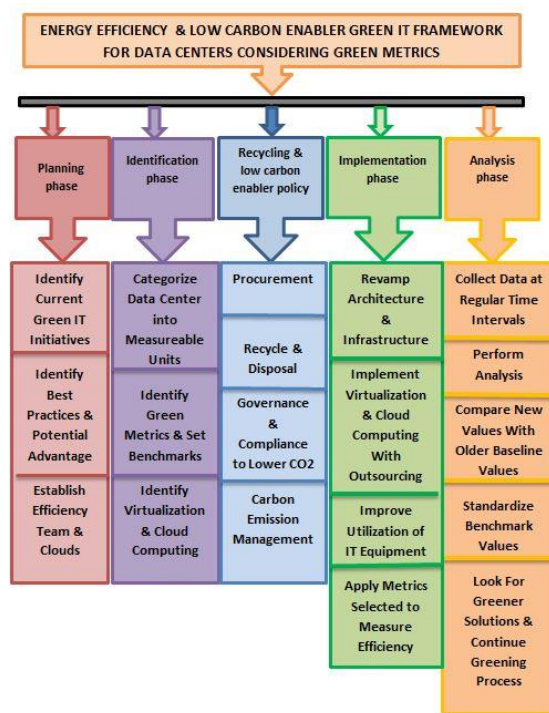 ENERGY EFFICIENCY & LOW CARBON ENABLER GREEN IT FRAMEWORK
FOR DATA CENTERS CONSIDERING GREEN METRICS
Planning
phase
Identification
phase
Recycling &
low carbon
enabler policy
Implementation
phase
Analysis
phase
Identify
Current
Green IT
Initiatives
Identify
Best
Practices &
Potential
Advantage
Establish
Efficiency
Team
& Clouds
Categorize
Data Center
into
Measureable
Units
Identify
Green
Metrics & Set
Benchmarks
Identify
Virtualization
& Cloud
Computing
Procurement
Recycle &
Disposal
Governance
&
Compliance
to Lower CO2
Carbon
Emission
Management
Revamp
Architecture
&
Infrastructure
Implement
Virtualization
& Cloud
Computing
With
Outsourcing
Improve
Utilization of
IT Equipment
Apply Metrics
Selected to
Measure
Efficiency
Collect Data at
Regular Time
Intervals
Perform
Analysis
Compare New
Values With
Older Baseline
Values
Standardize
Benchmark
Values
Look For
Greener
Solutions &
Continue
Greening
Process